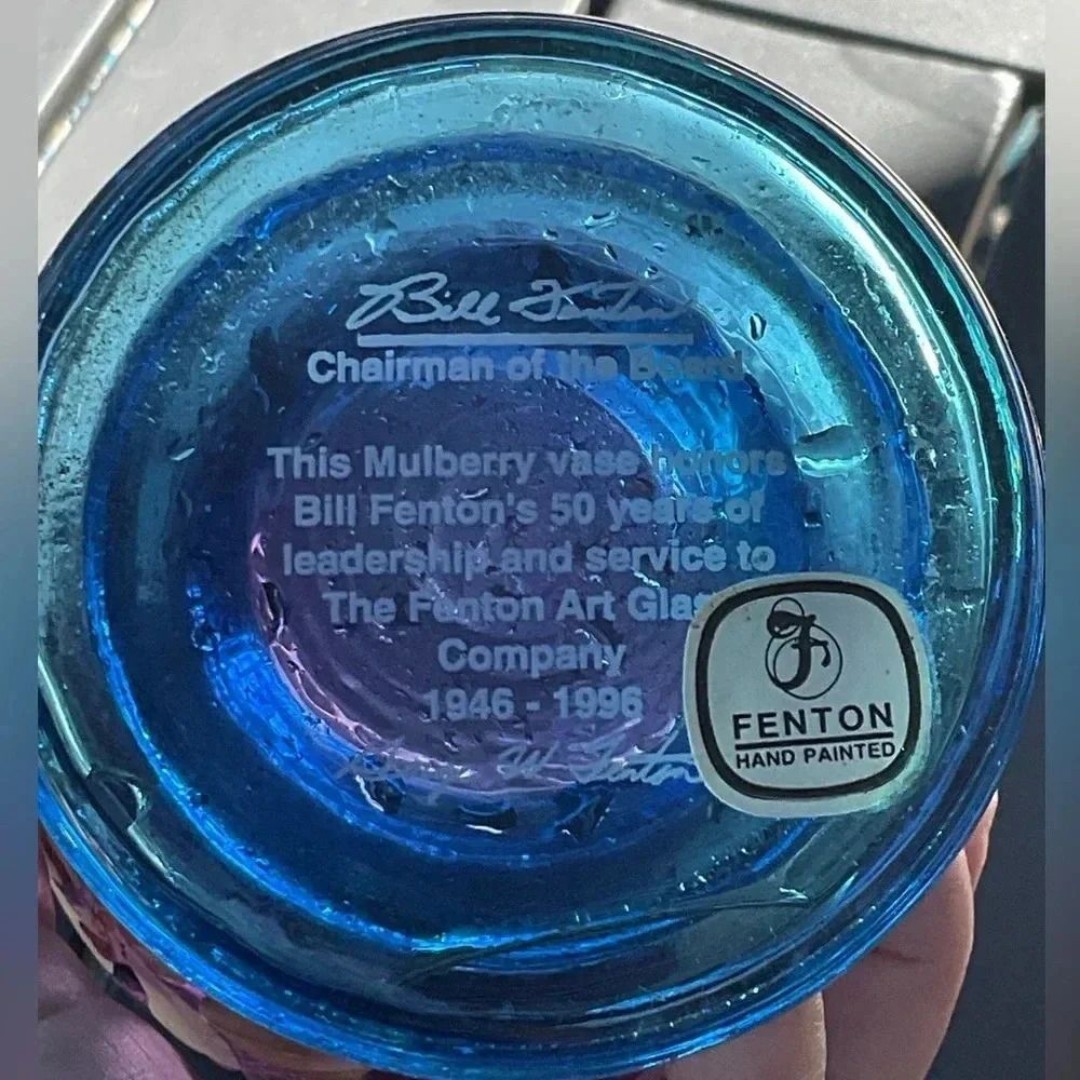 Bill Fenton
Chairman of the Board
This Mulberry vase honors
Bill Fenton's 50 years of
leadership and service to
The Fenton Art Glass
Company
1946 - 1996
W. Fenton
F
FENTON
HAND PAINTED